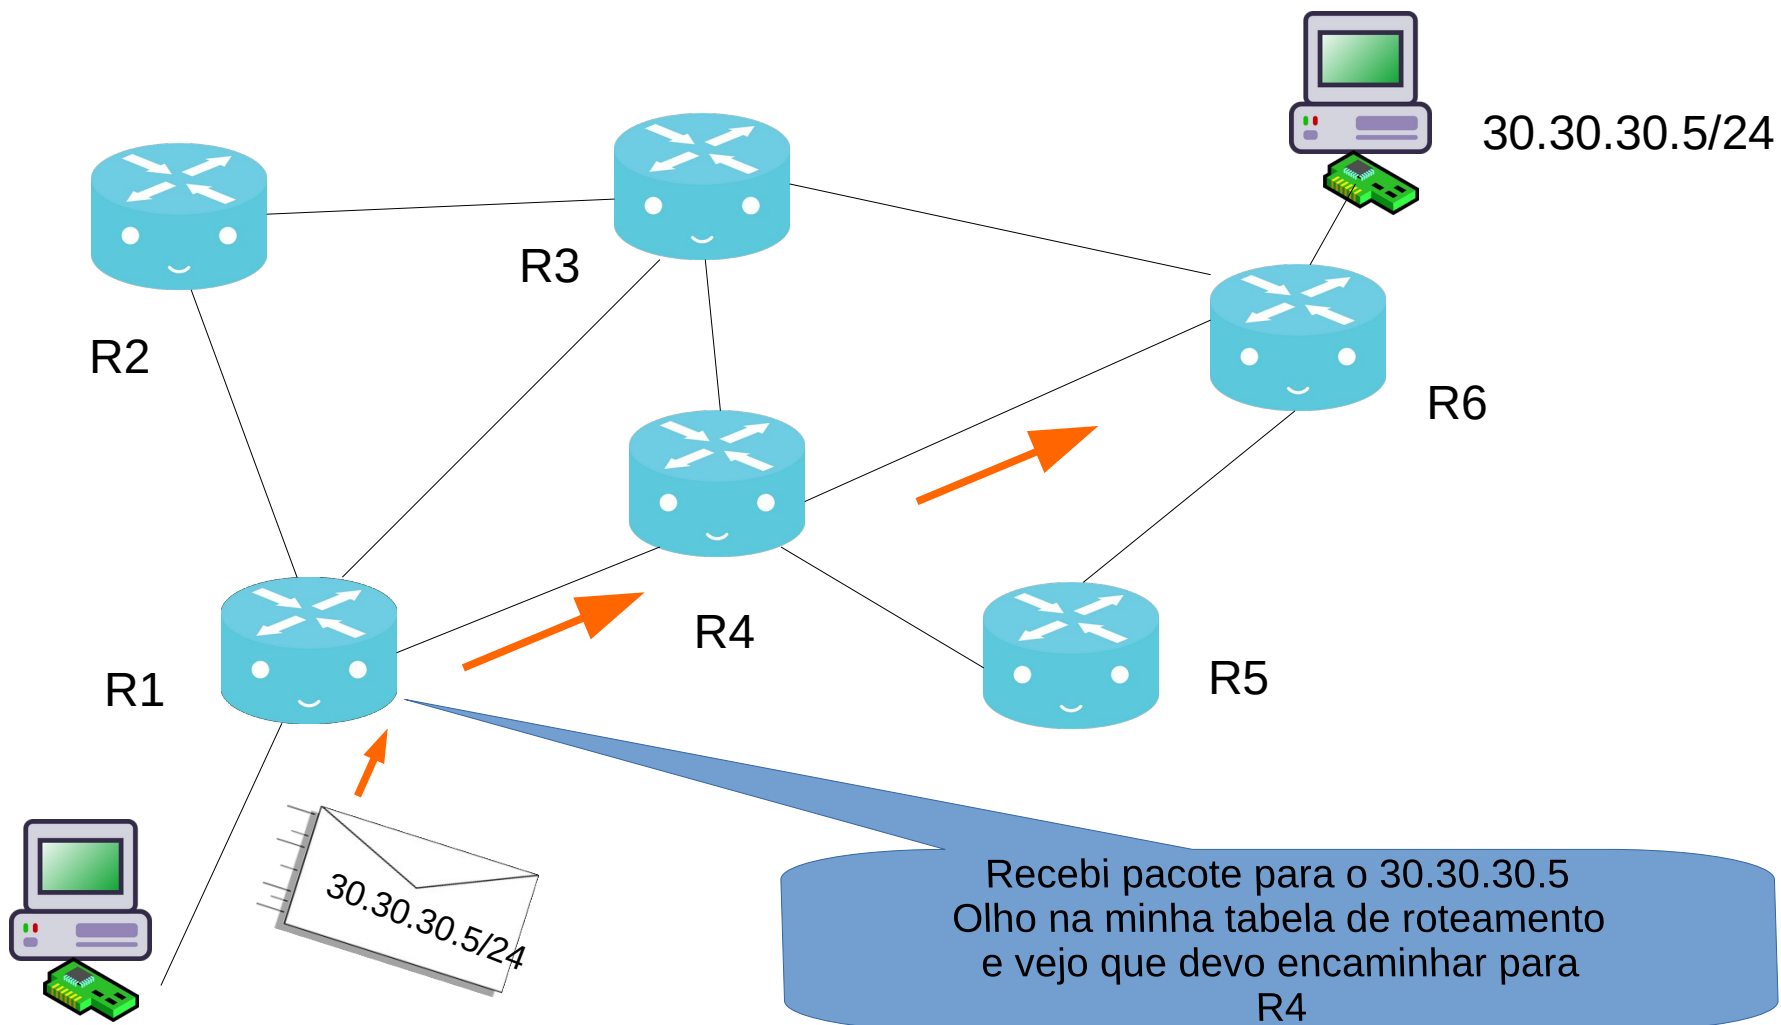 30.30.30.5/24
R3
R2
R6
R4
R5
R1
30.30.30.5/24
Recebi pacote para o 30.30.30.5
Olho na minha tabela de roteamento
e vejo que devo encaminhar para
R4